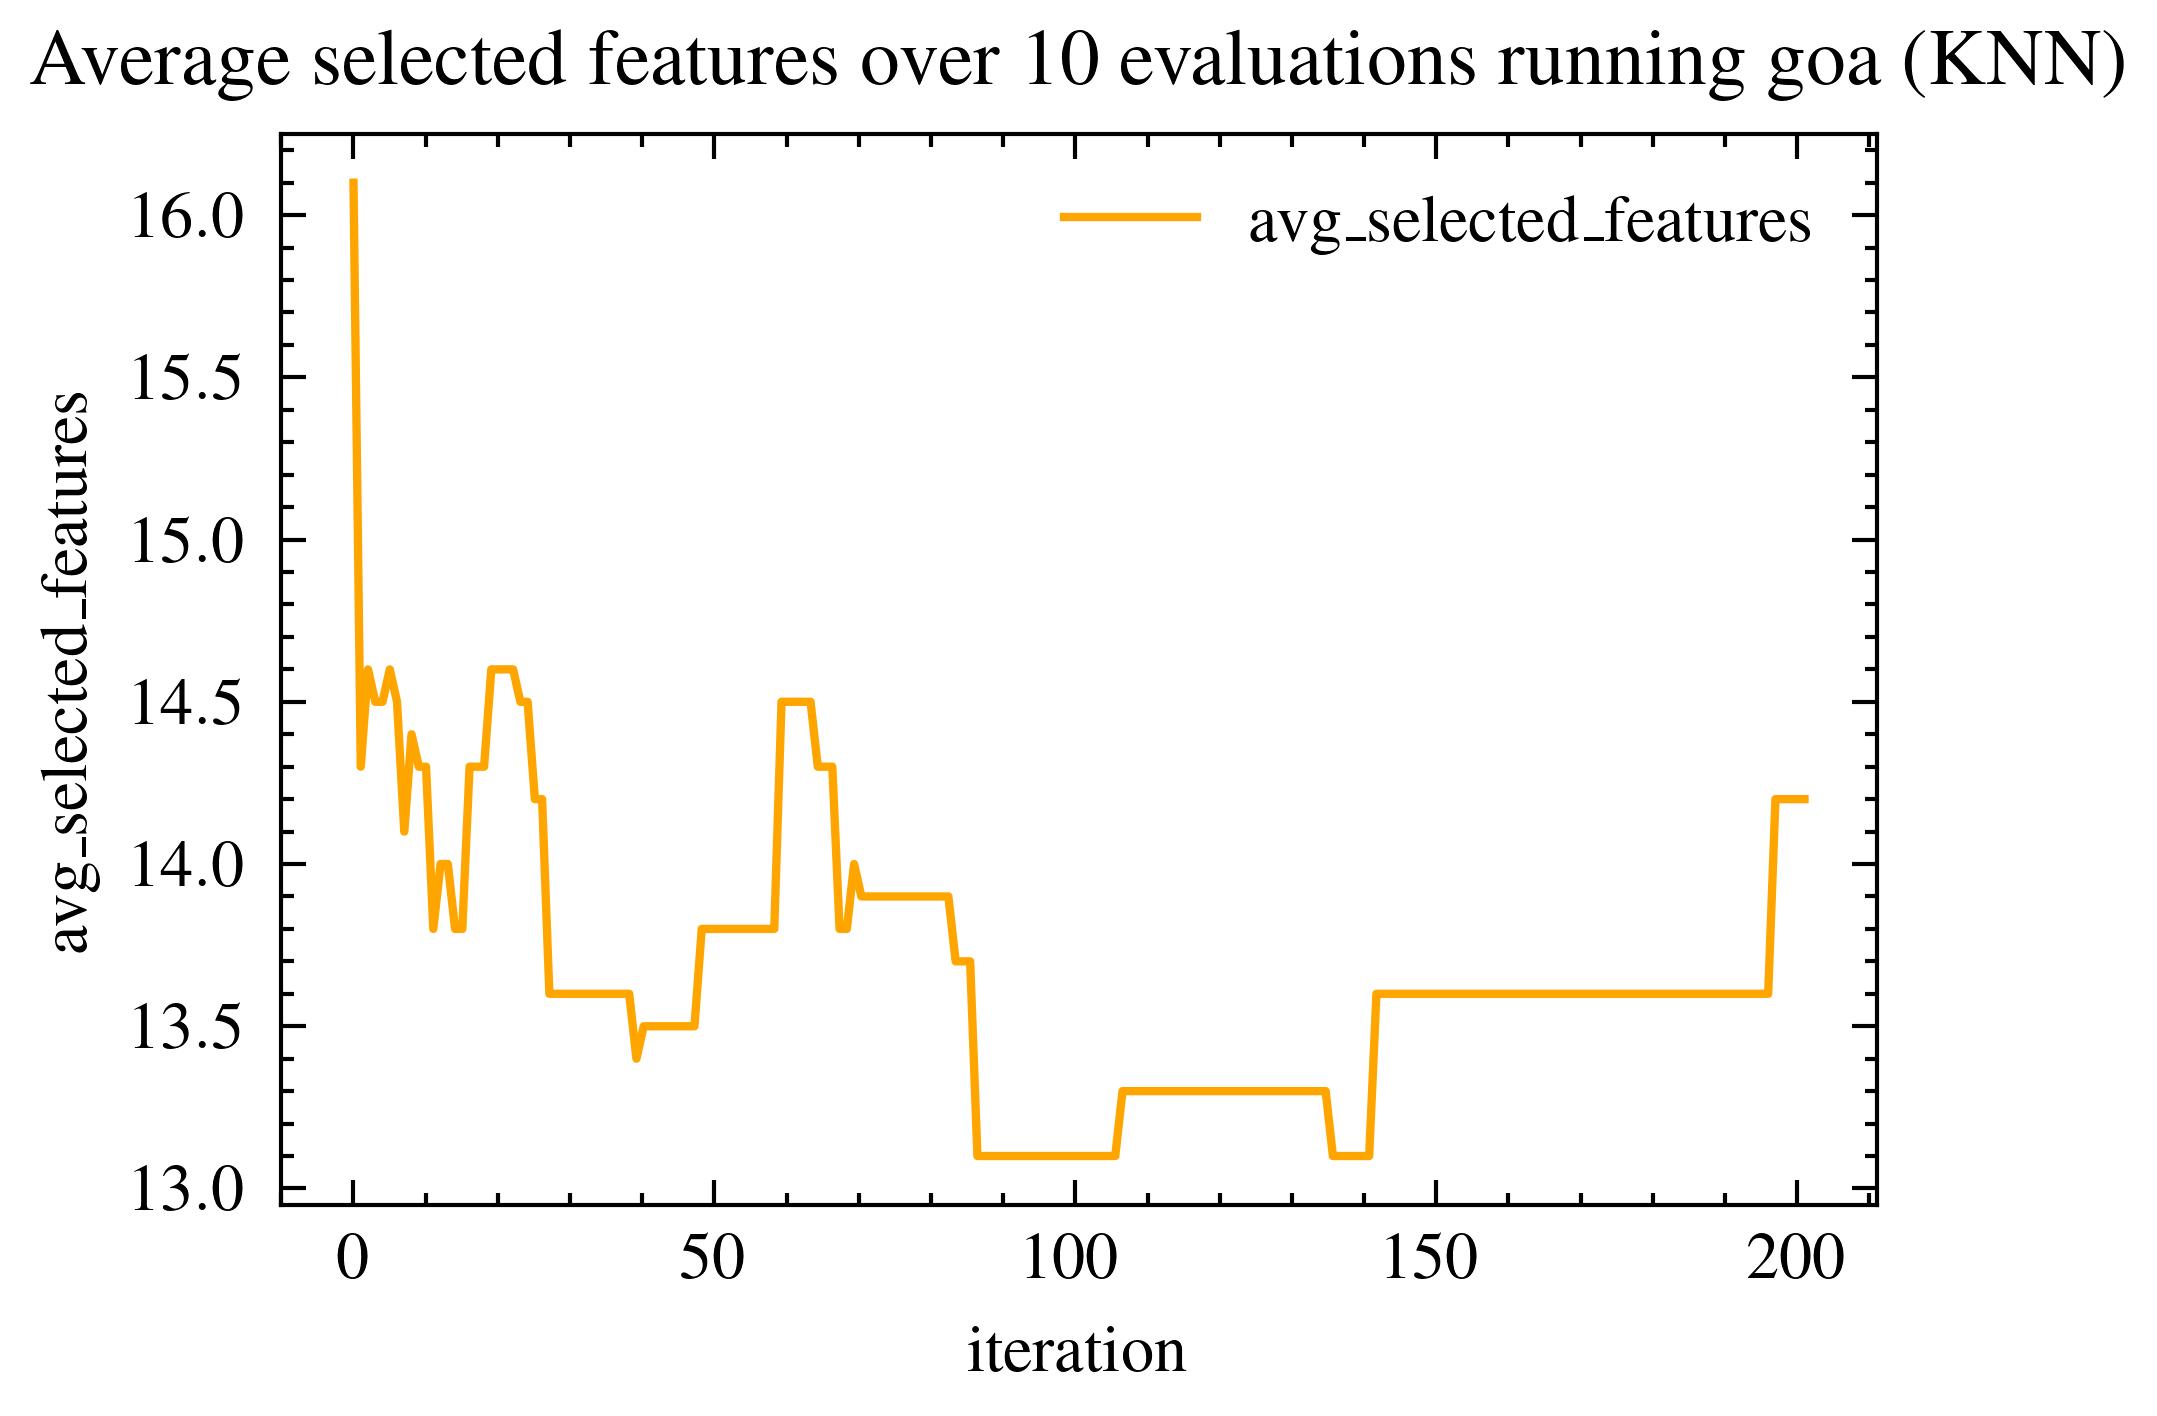 Average selected features over 10 evaluations running goa (KNN)
avg_selected_features
16.0
15.5
15.0
14.5
14.0
13.5
13.0
avg_selected_features
0 50 100 150 200
iteration